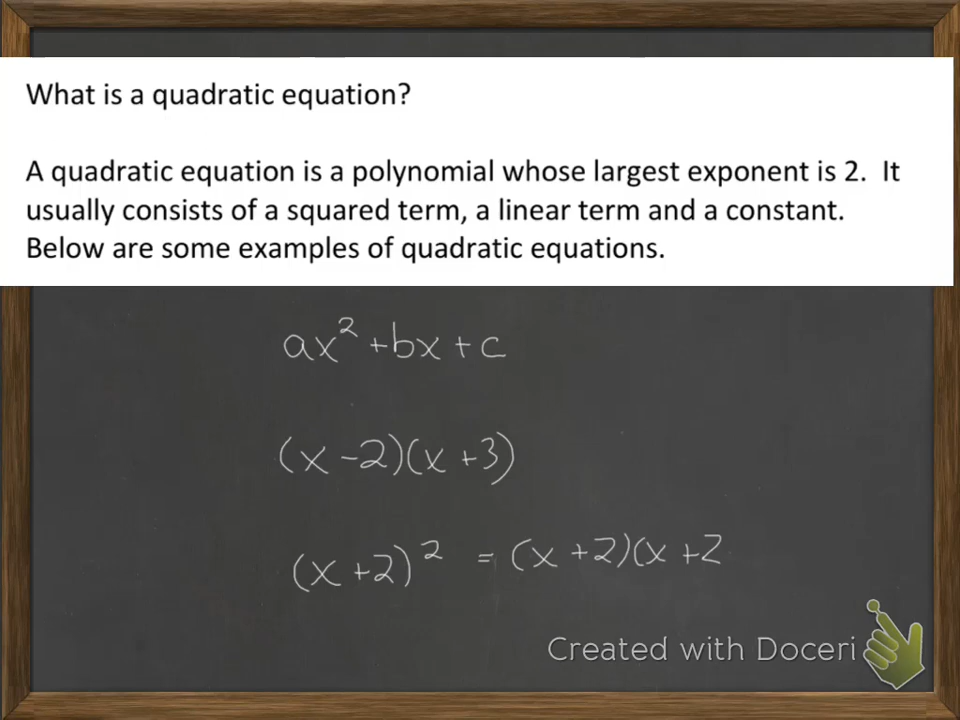 What is a quadratic equation?
A quadratic equation is a polynomial whose largest exponent is 2. It
usually consists of a squared term, a linear term and a constant.
Below are some examples of quadratic equations.
ax² + bx + c
(x - 2)(x + 3)
(x + 2)² = (x + 2)(x + 2
Created with Doceri